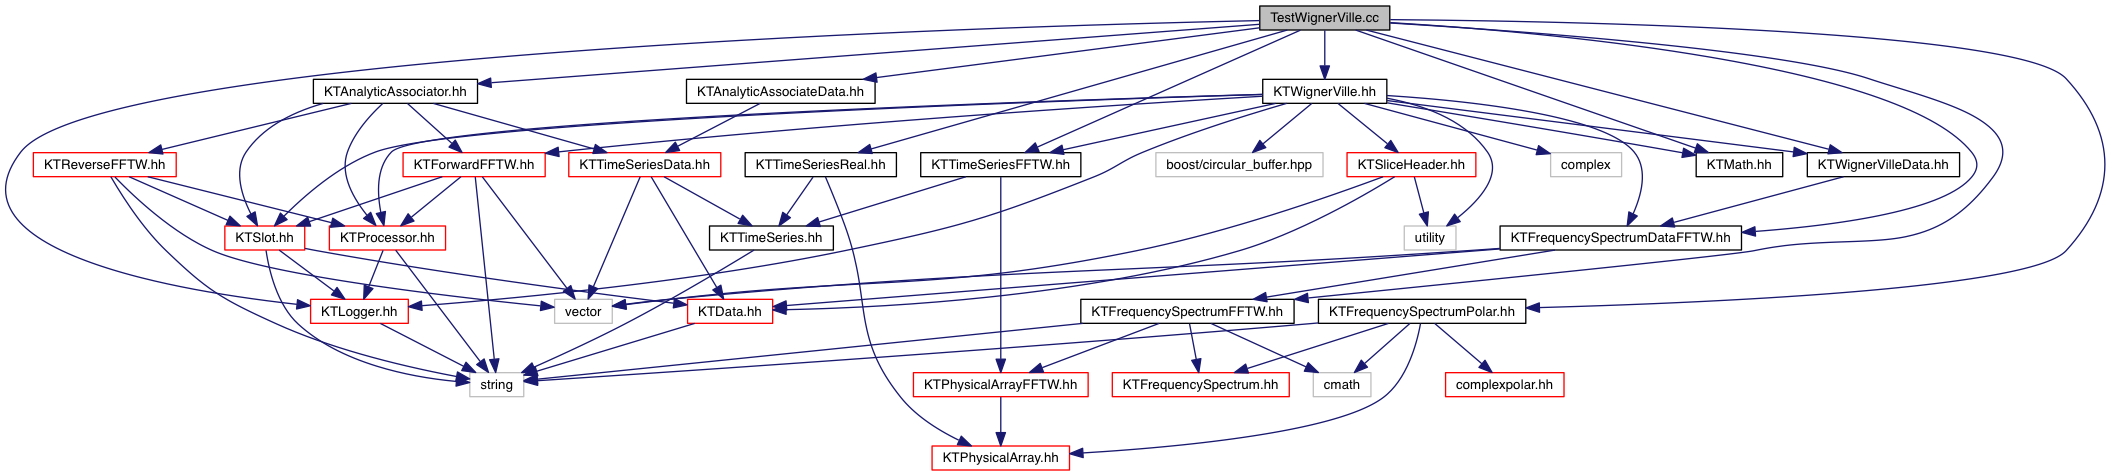 TestWignerVille.cc
KTAnalyticAssociator.hh
KTAnalyticAssociateData.hh
KTWignerVille.hh
KTReverseFFTW.hh
KTForwardFFTW.hh
KTTimeSeriesData.hh
KTTimeSeriesReal.hh
KTTimeSeriesFFTW.hh
boost/circular_buffer.hpp
KTSliceHeader.hh
complex
KTMath.hh
KTWignerVilleData.hh
KTSlot.hh
KTProcessor.hh
KTTimeSeries.hh
utility
KTFrequencySpectrumDataFFTW.hh
KTLogger.hh
vector
KTData.hh
KTFrequencySpectrumFFTW.hh
KTFrequencySpectrumPolar.hh
string
KTPhysicalArrayFFTW.hh
KTFrequencySpectrum.hh
cmath
complexpolar.hh
KTPhysicalArray.hh